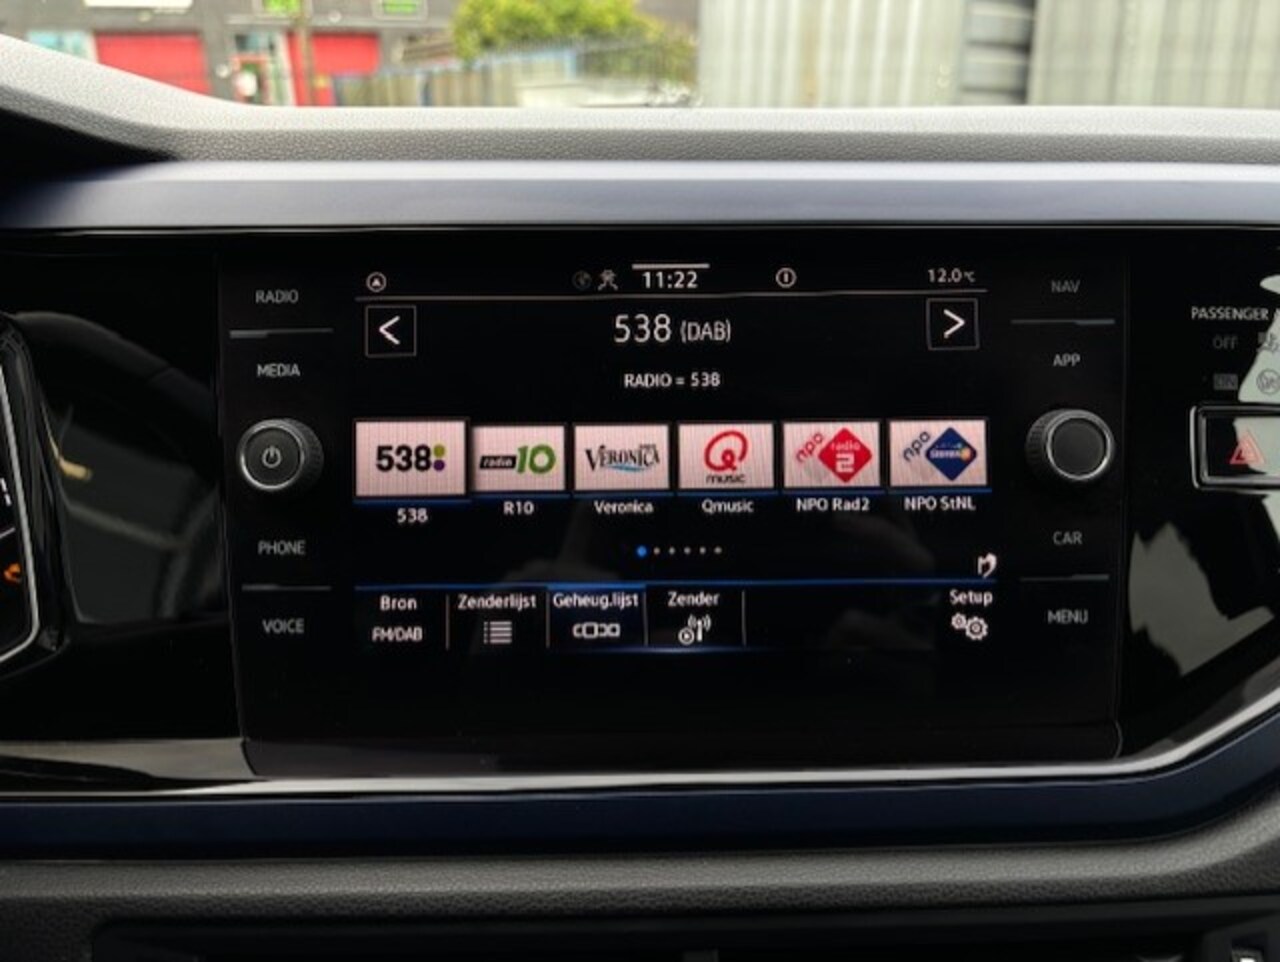 RADIO
MEDIA
PHONE
VOICE
11:22
12.0°C
538 (DAB)
RADIO = 538
538
radio 10
VERONICA
Q
music
npo
radio
2
npo
538
R10
Veronica
Qmusic
NPO Rad2
NPO StNL
Bron
FM/DAB
Zenderlijst
Geheug.lijst
Zender
Setup
NAV
APP
CAR
MENU
PASSENGER
OFF
ON